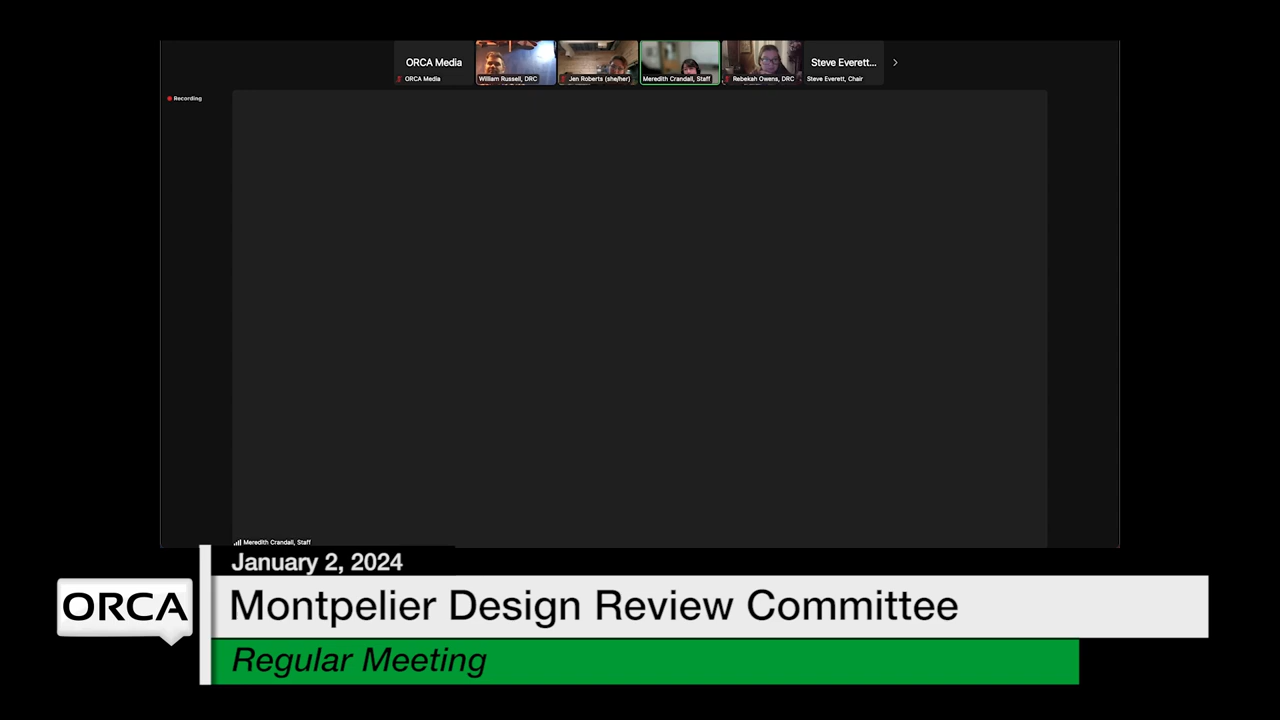 ORCA Media
Steve Everett...
ORCA Media
William Russell, DRC
Jen Roberts (she/her)
Meredith Crandall, Staff
Rebekah Owens, DRC
Steve Everett, Chair
Recording
Meredith Crandall, Staff
January 2, 2024
ORCA
Montpelier Design Review Committee
Regular Meeting